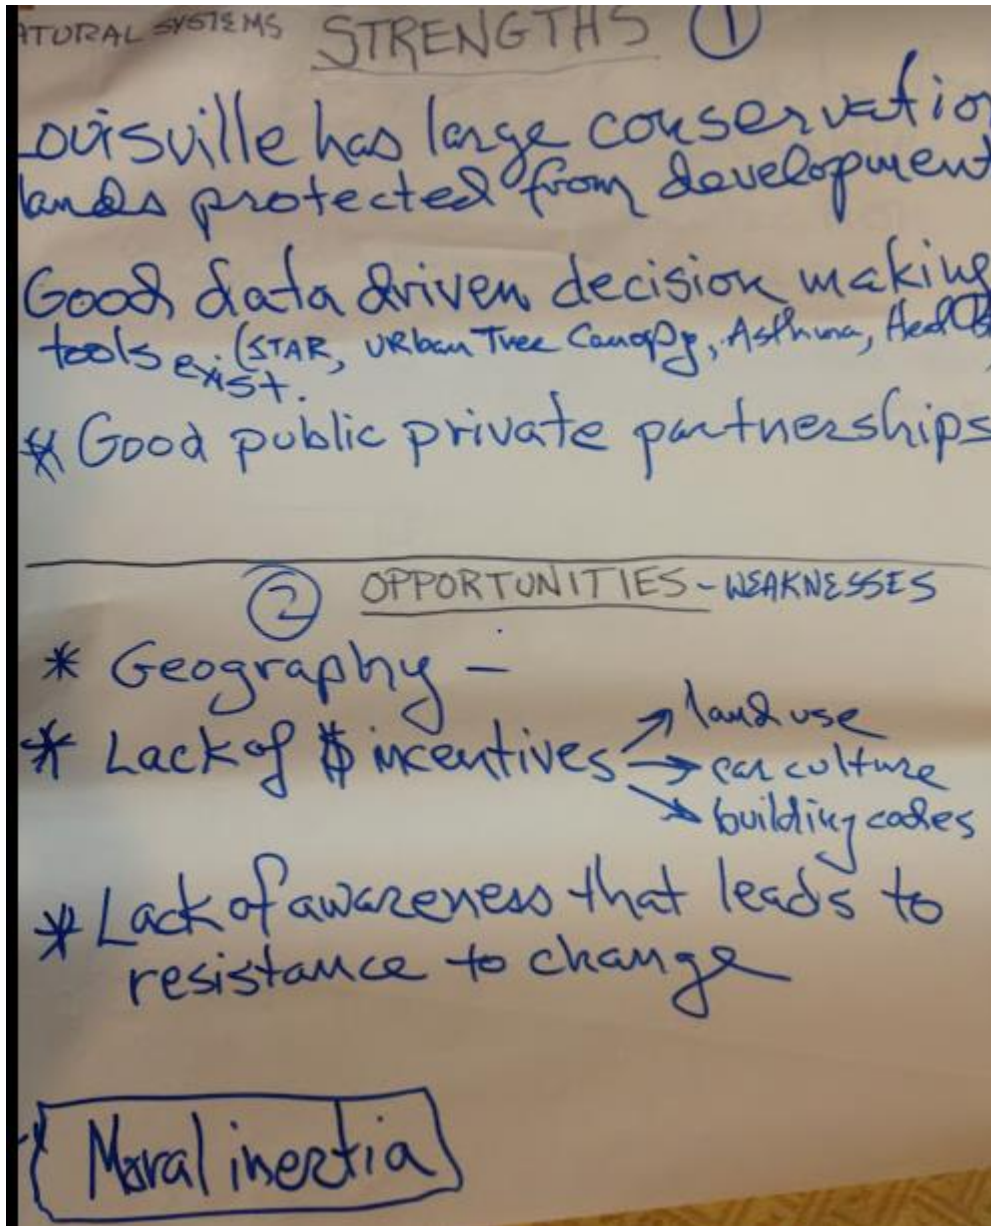 ATURAL SYSTEMS STRENGTHS ①
Louisville has large conservation
lands protected from development
Good data driven decision making
tools exist. (STAR, URban Tree Canopy, Asthma,
* Good public private partnerships
② OPPORTUNITIES - WEAKNESSES
* Geography -
* Lack of $ incentives → land use
→ car culture
→ building codes
* Lack of awareness that leads to
resistance to change
Moral inertia